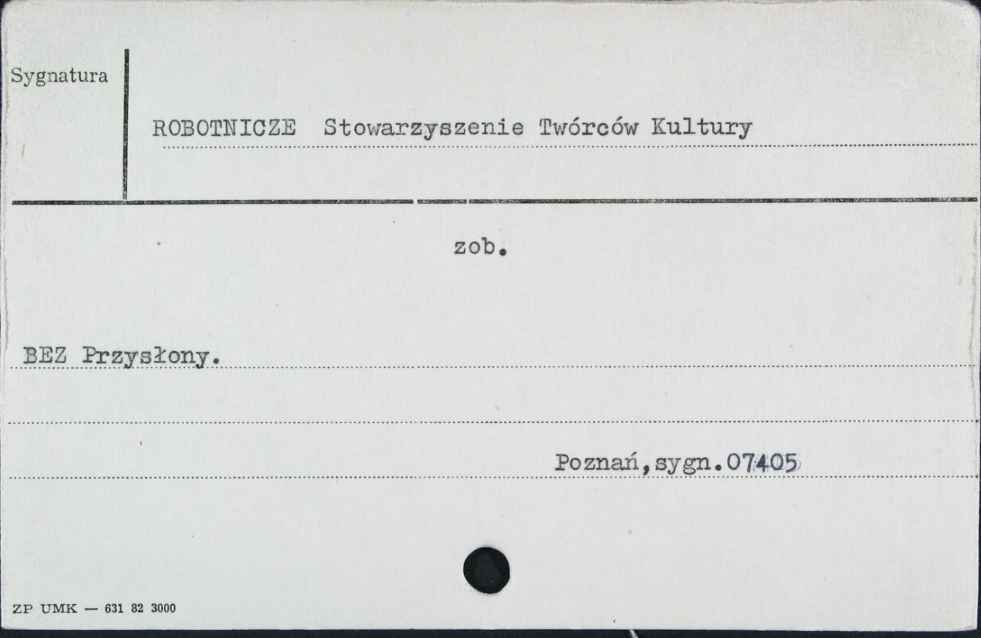 Sygnatura
ROBOTNICZE Stowarzyszenie Twórców Kultury
zob.
BEZ Przysłony.
Poznań,sygn.07405
ZP UMK — 631 82 3000